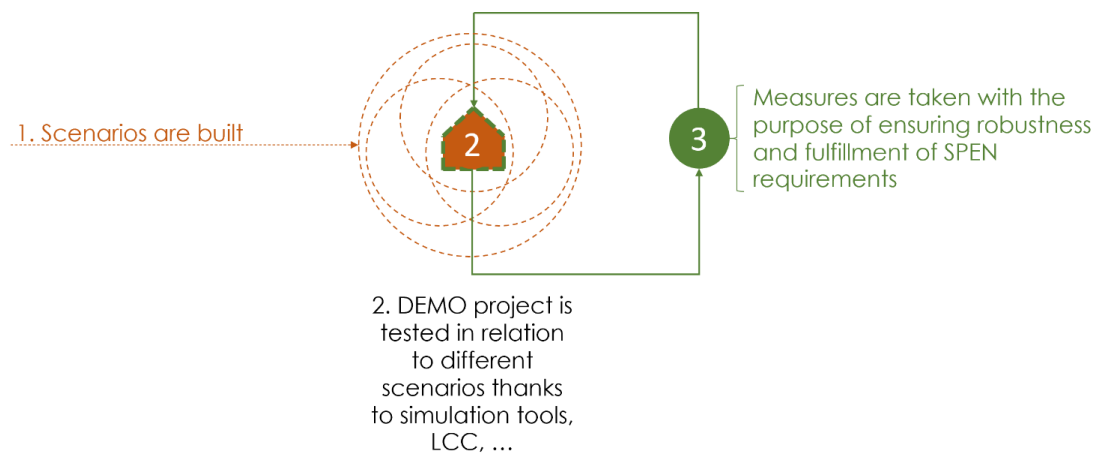 1. Scenarios are built
2
3
Measures are taken with the
purpose of ensuring robustness
and fulfillment of SPEN
requirements
2. DEMO project is
tested in relation
to different
scenarios thanks
to simulation tools,
LCC, …